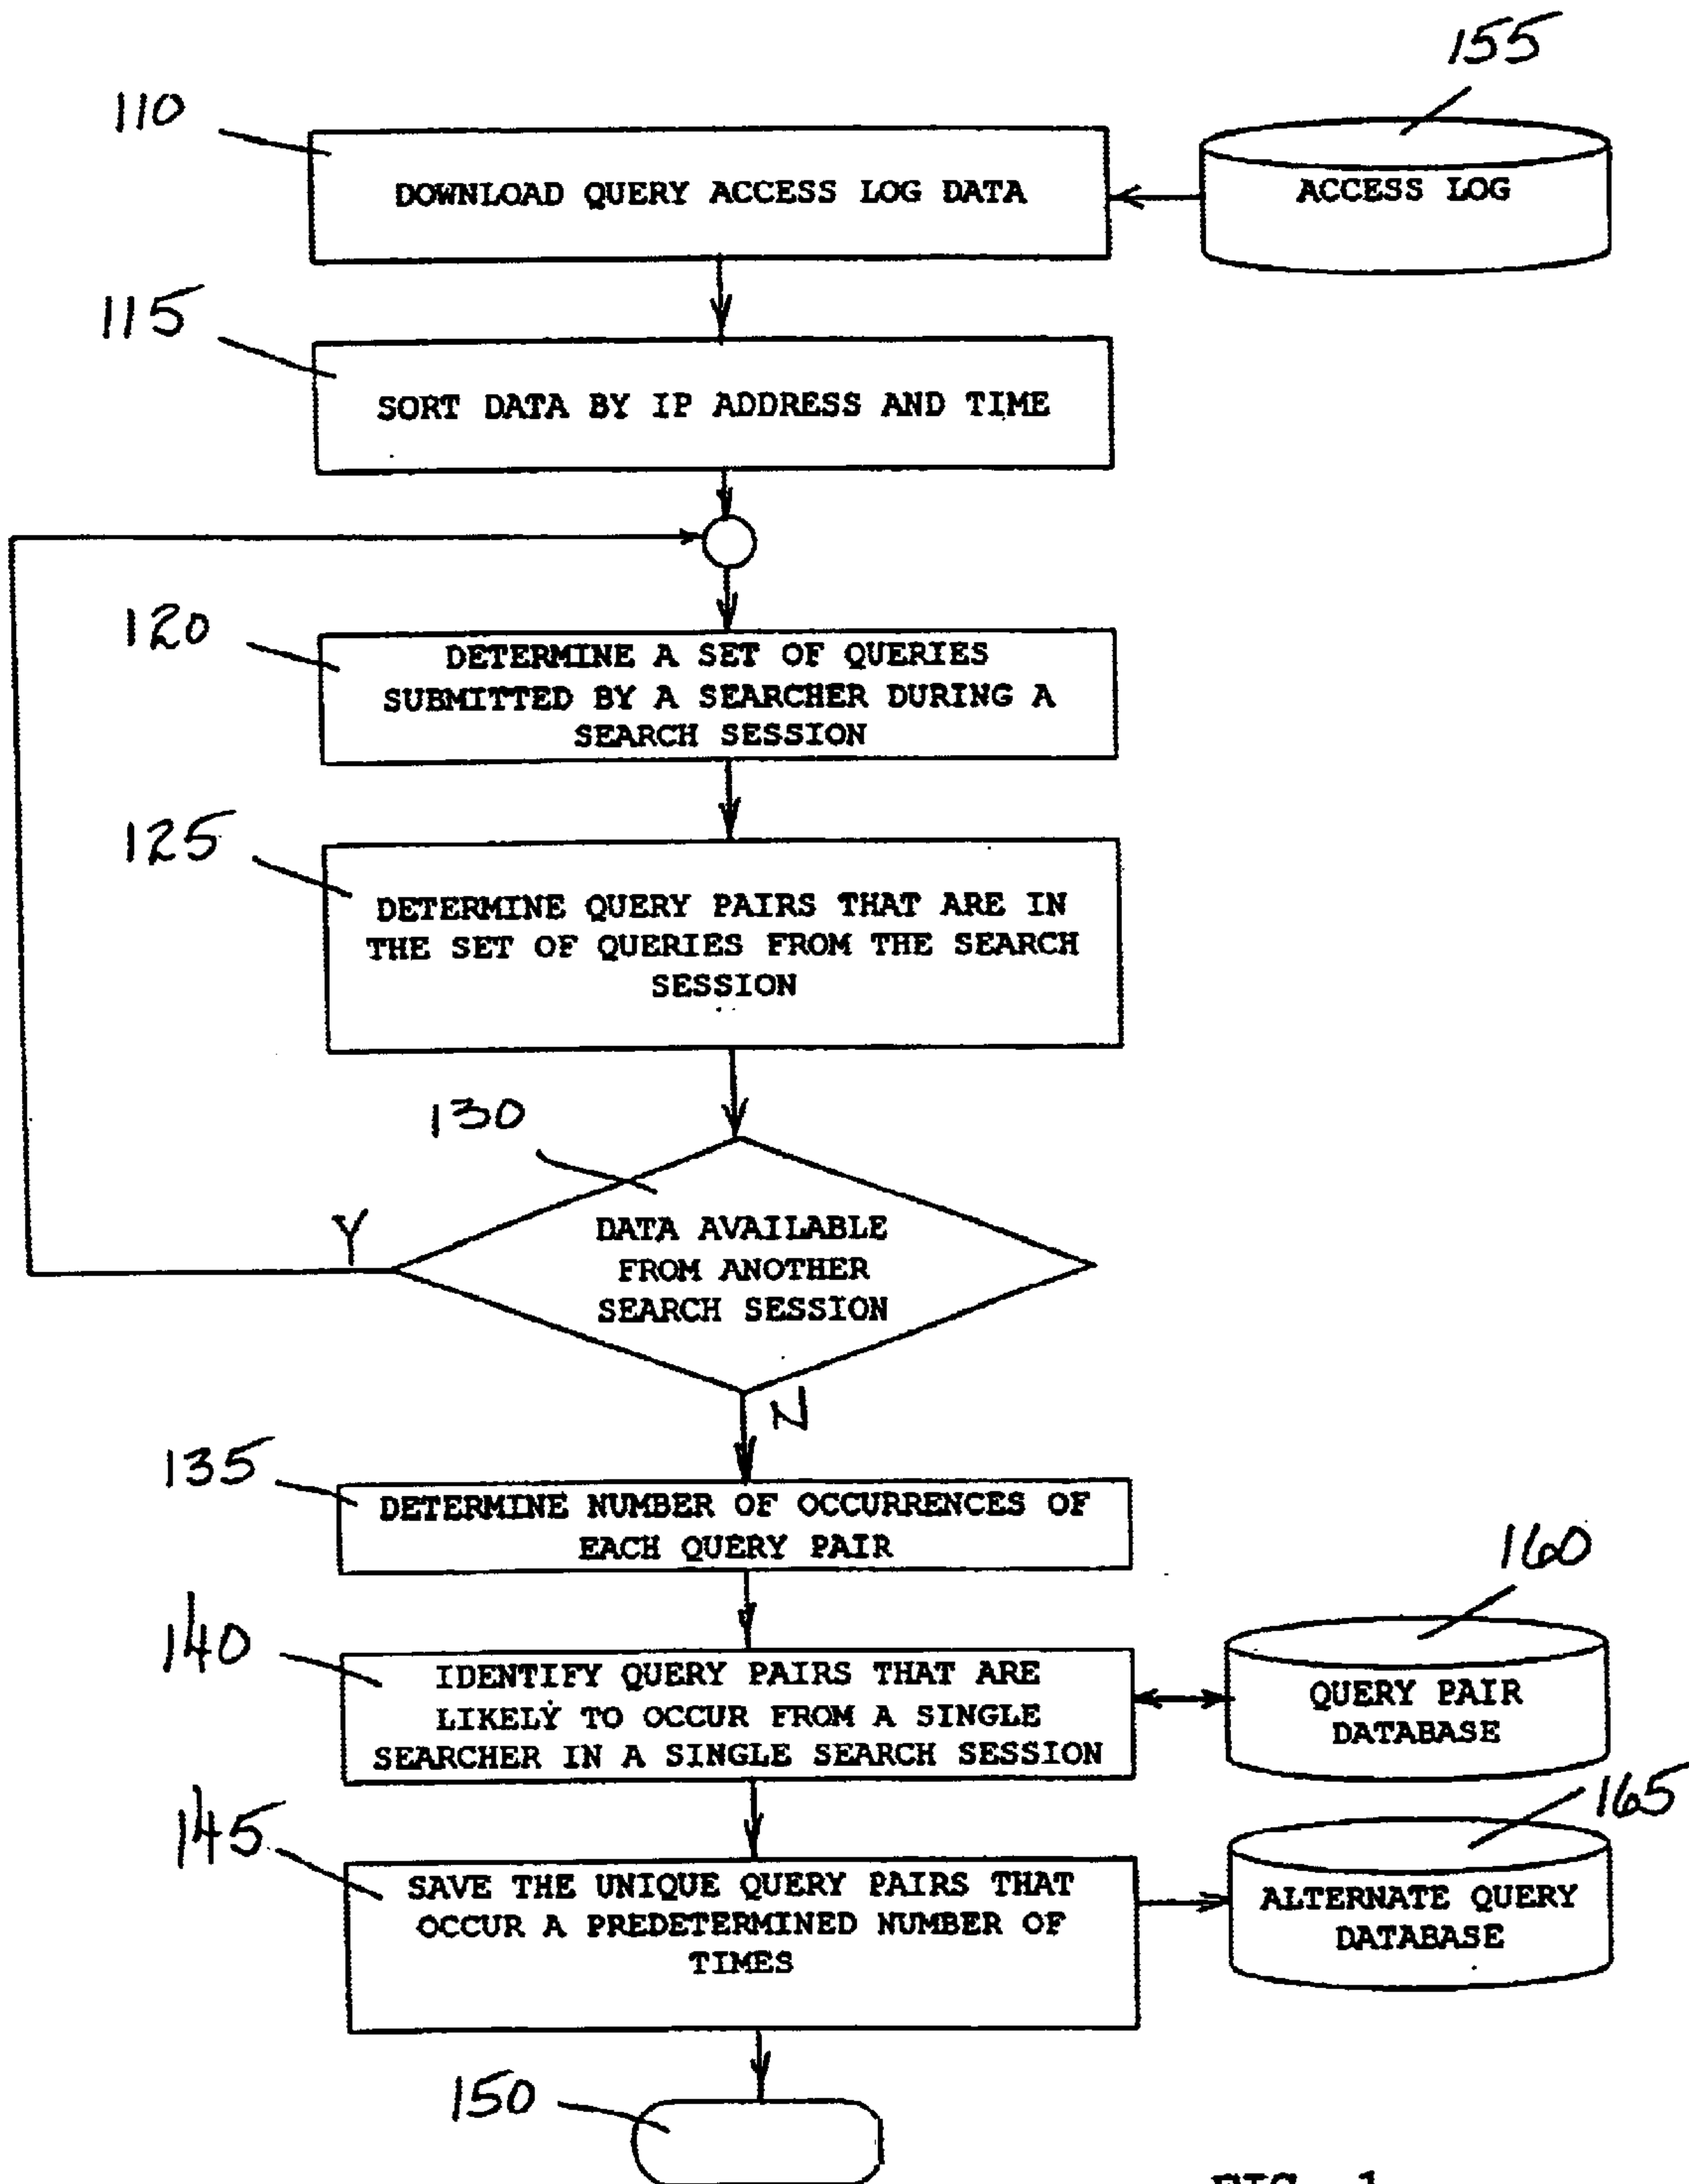 155
110
DOWNLOAD QUERY ACCESS LOG DATA
ACCESS LOG
115
SORT DATA BY IP ADDRESS AND TIME
120
DETERMINE A SET OF QUERIES
SUBMITTED BY A SEARCHER DURING A
SEARCH SESSION
125
DETERMINE QUERY PAIRS THAT ARE IN
THE SET OF QUERIES FROM THE SEARCH
SESSION
130
DATA AVAILABLE
FROM ANOTHER
SEARCH SESSION
Y
N
135
DETERMINE NUMBER OF OCCURRENCES OF
EACH QUERY PAIR
160
140
IDENTIFY QUERY PAIRS THAT ARE
LIKELY TO OCCUR FROM A SINGLE
SEARCHER IN A SINGLE SEARCH SESSION
QUERY PAIR
DATABASE
165
145
SAVE THE UNIQUE QUERY PAIRS THAT
OCCUR A PREDETERMINED NUMBER OF
TIMES
ALTERNATE QUERY
DATABASE
150
FIG. 1